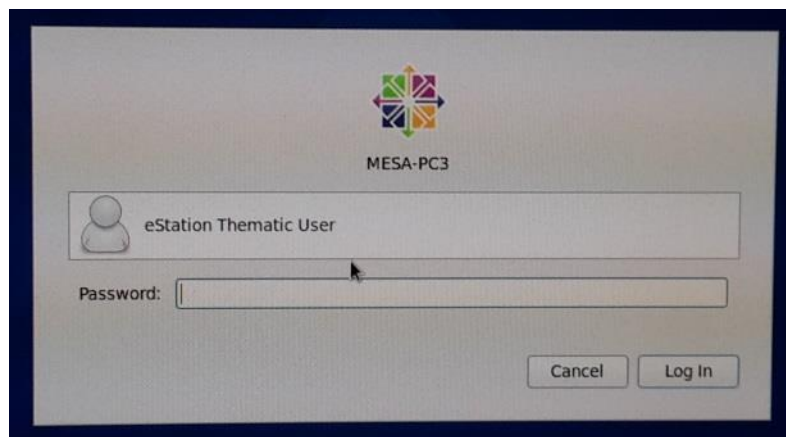 MESA-PC3
eStation Thematic User
Password:
Cancel
Log In